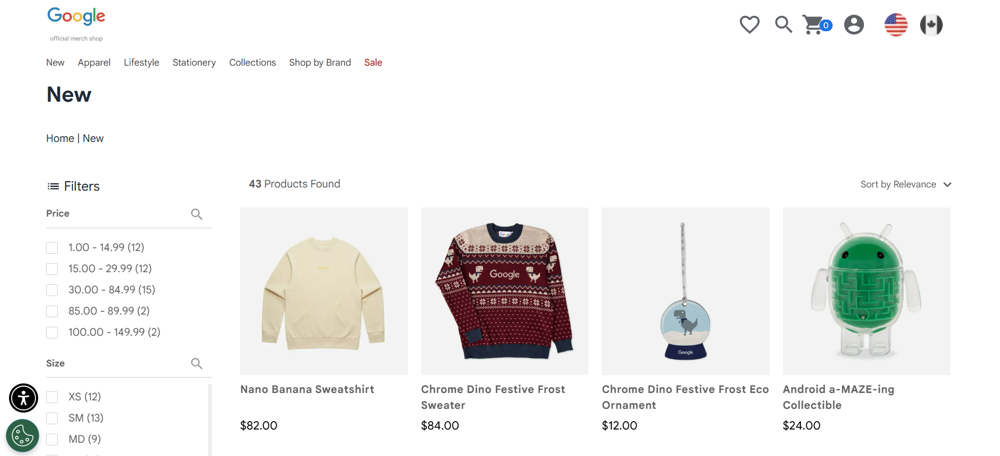 Google
official merch shop
0
New Apparel Lifestyle Stationery Collections Shop by Brand Sale
New
Home | New
Filters
43 Products Found
Sort by Relevance
Price
1.00 - 14.99 (12)
15.00 - 29.99 (12)
30.00 - 84.99 (15)
85.00 - 89.99 (2)
100.00 - 149.99 (2)
Size
XS (12)
SM (13)
MD (9)
Google
Google
Google
Nano Banana Sweatshirt
$82.00
Chrome Dino Festive Frost
Sweater
$84.00
Chrome Dino Festive Frost Eco
Ornament
$12.00
Android a-MAZE-ing
Collectible
$24.00